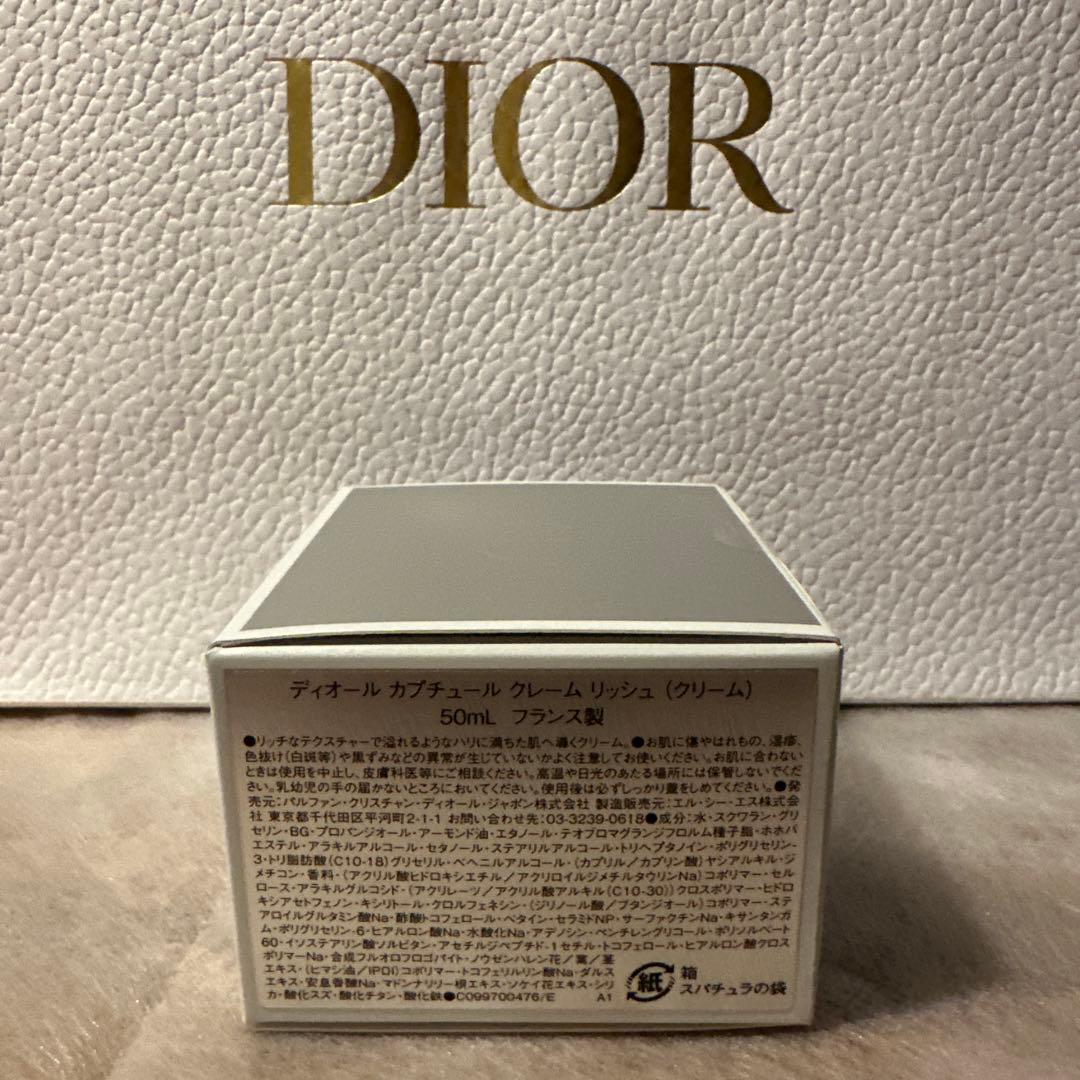 DIOR
ディオール カプチュール クレーム リッシュ (クリーム)
50mL フランス製
●リッチなテクスチャーで溢れるようなハリに満ちた肌へ導くクリーム。●お肌に傷やはれもの、湿疹、
色抜け(白斑等)や黒ずみなどの異常が生じていないかよく注意してお使いください。お肌に合わない
ときは使用を中止し、皮膚科医等にご相談ください。高温や日光のあたる場所には保管しないでくだ
さい。乳幼児の手の届かないところにおいてください。使用後は必ずしっかり蓋をしめてください。●発
売元:パルファン・クリスチャン・ディオール・ジャポン株式会社 製造販売元:エル・シー・エス株式会
社 東京都千代田区平河町2-1-1 お問い合わせ先:03-3239-0618●成分:水・スクワラン・グリ
セリン・BG・プロパンジオール・アーモンド油・エタノール・テオブロマグランジフロルム種子脂・ホホバ
エステル・アラキルアルコール・セタノール・ステアリルアルコール・トリヘプタノイン・ポリグリセリン-
3・トリ脂肪酸(C10-18)グリセリル・ベヘニルアルコール・(カプリル/カプリン酸)ヤシアルキル・ジ
メチコン・香料・(アクリル酸ヒドロキシエチル/アクリロイルジメチルタウリンNa)コポリマー・セル
ロース・アラキルグルコシド・(アクリレーツ/アクリル酸アルキル(C10-30))クロスポリマー・ヒドロ
キシアセトフェノン・キシリトール・クロルフェネシン・(ジリノール酸/ブタンジオール)コポリマー・ステ
アロイルグルタミン酸Na・酢酸トコフェロール・ベタイン・セラミドNP・サーファクチンNa・キサンタンガ
ム・ポリグリセリン-6・ヒアルロン酸Na・水酸化Na・アデノシン・ペンチレングリコール・ポリソルベート
60・イソステアリン酸ソルビタン・アセチルジペプチド-1セチル・トコフェロール・ヒアルロン酸クロス
ポリマーNa・合成フルオロフロゴパイト・ノウゼンハレン花/葉/茎
エキス・(ヒマシ油/IPDI)コポリマー・トコフェリルリン酸Na・ダルス
エキス・安息香酸Na・マドンナリリー根エキス・ソケイ花エキス・シリ
カ・酸化スズ・酸化チタン・酸化鉄●C099700476/E A1
紙
箱
スパチュラの袋